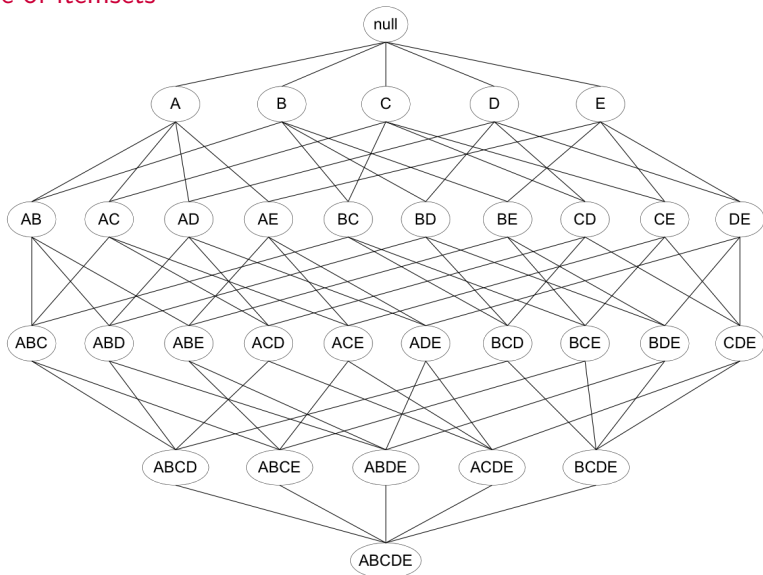 e of itemsets
null
A B C D E
AB AC AD AE BC BD BE CD CE DE
ABC ABD ABE ACD ACE ADE BCD BCE BDE CDE
ABCD ABCE ABDE ACDE BCDE
ABCDE